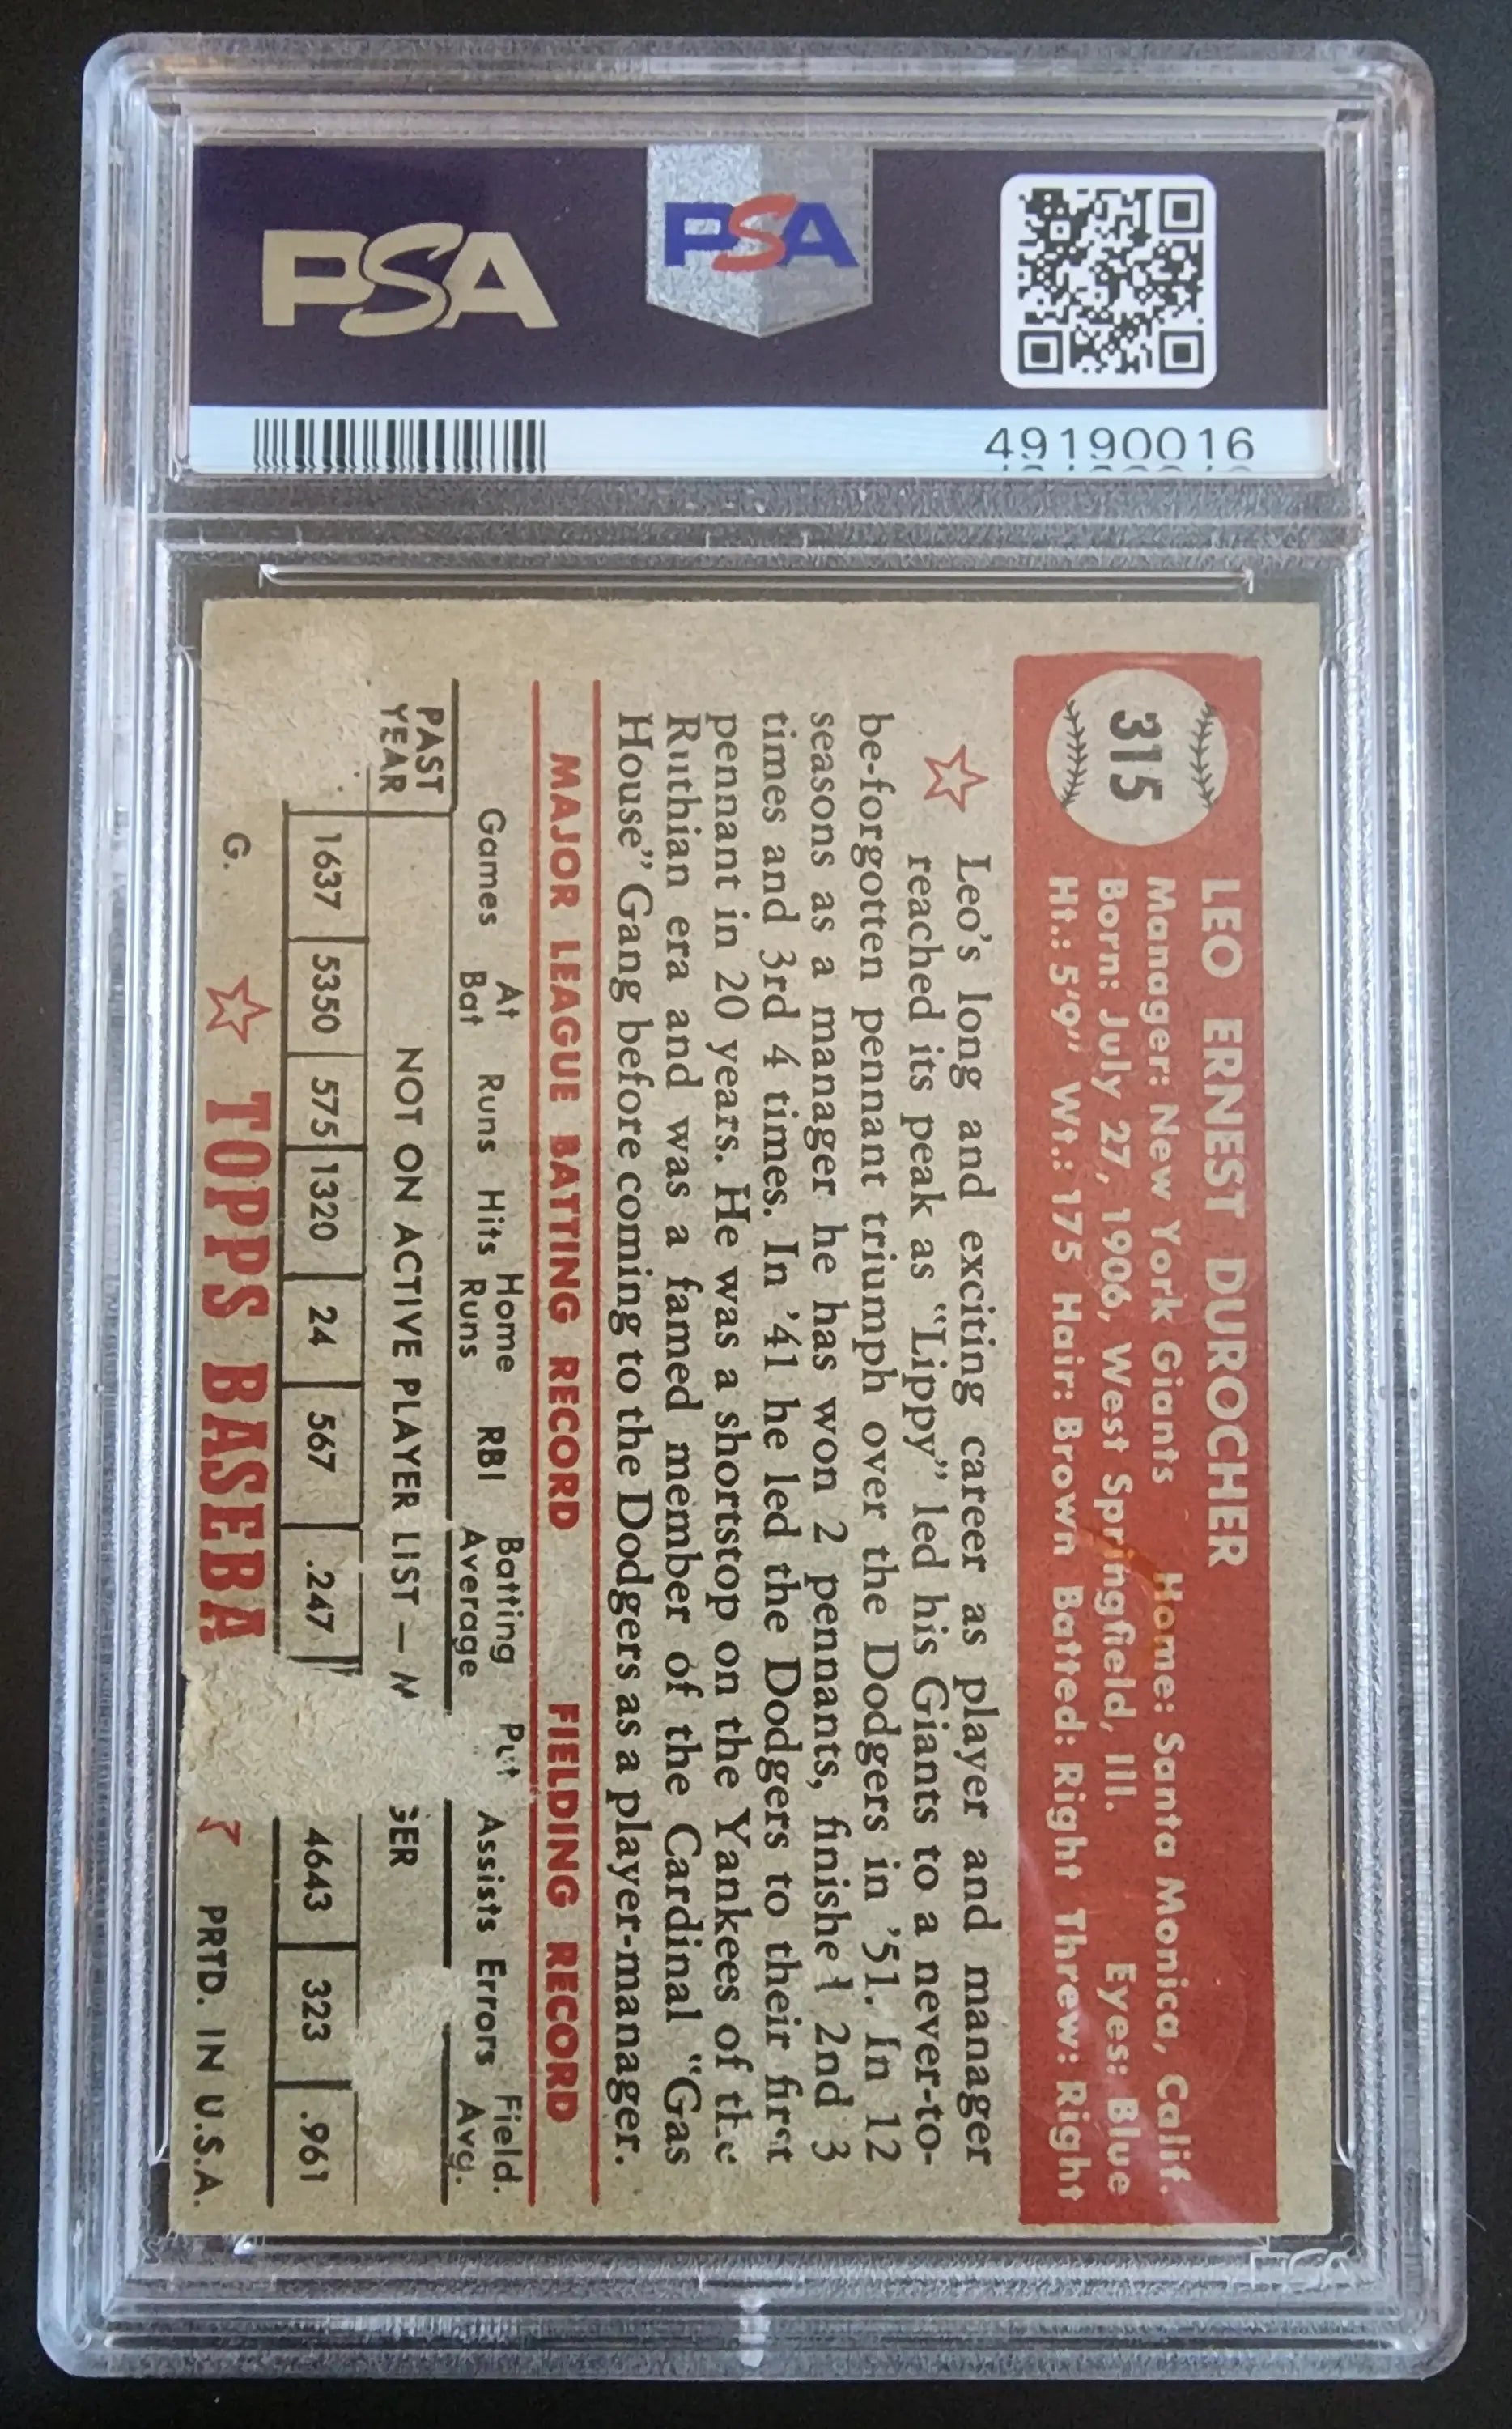 PSA
PSA
49190016
315
LEO ERNEST DUROCHER
Manager: New York Giants Home: Santa Monica, Calif.
Born: July 27, 1906, West Springfield, Ill. Eyes: Blue
Ht.: 5'9" Wt.: 175 Hair: Brown Batted: Right Threw: Right
Leo's long and exciting career as player and manager
reached its peak as "Lippy" led his Giants to a never-to-
be-forgotten pennant triumph over the Dodgers in '51. In 12
seasons as a manager he has won 2 pennants, finished 2nd 3
times and 3rd 4 times. In '41 he led the Dodgers to their first
pennant in 20 years. He was a shortstop on the Yankees of the
Ruthian era and was a famed member of the Cardinal "Gas
House" Gang before coming to the Dodgers as a player-manager.
MAJOR LEAGUE BATTING RECORD FIELDING RECORD
Games At Bat Runs Hits Home Runs RBI Batting Average Put Assists Errors Field. Avg.
PAST YEAR NOT ON ACTIVE PLAYER LIST — GER
1637 5350 575 1320 24 567 .247 4643 323 .961
G. TOPPS BASEBA PRTD. IN U.S.A.